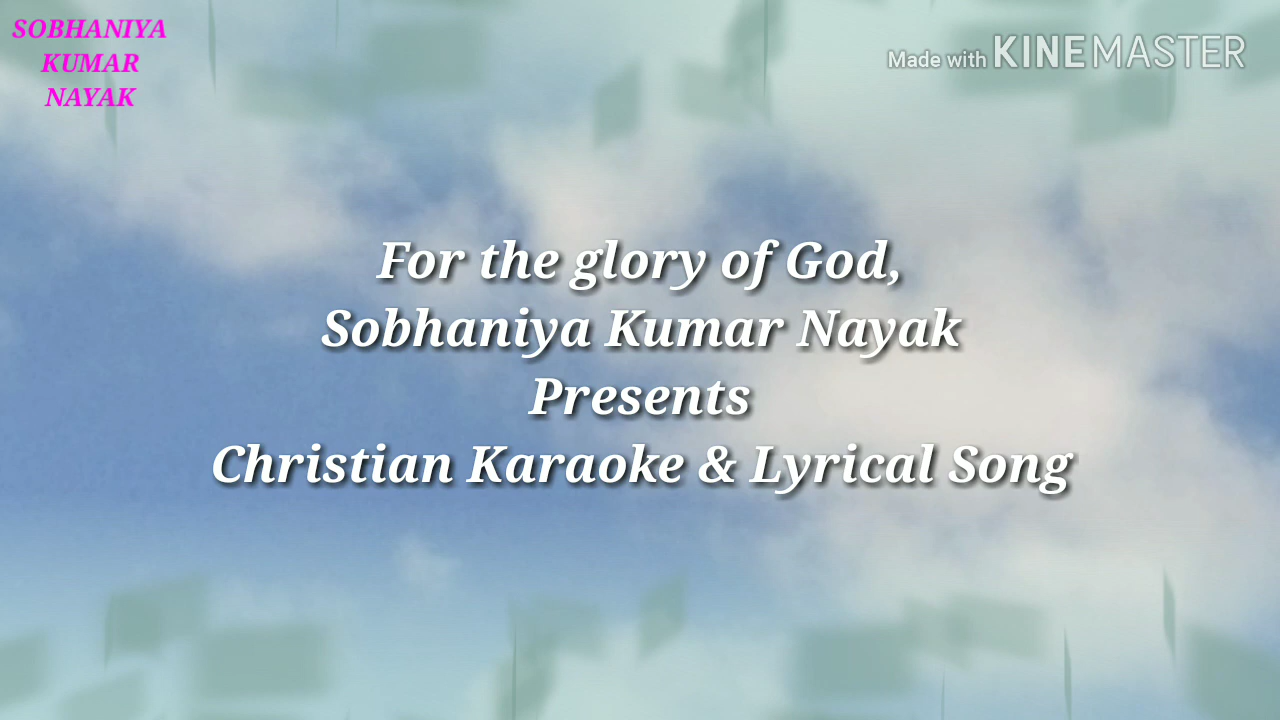 SOBHANIYA
KUMAR
NAYAK
Made with KINEMASTER
For the glory of God,
Sobhaniya Kumar Nayak
Presents
Christian Karaoke & Lyrical Song